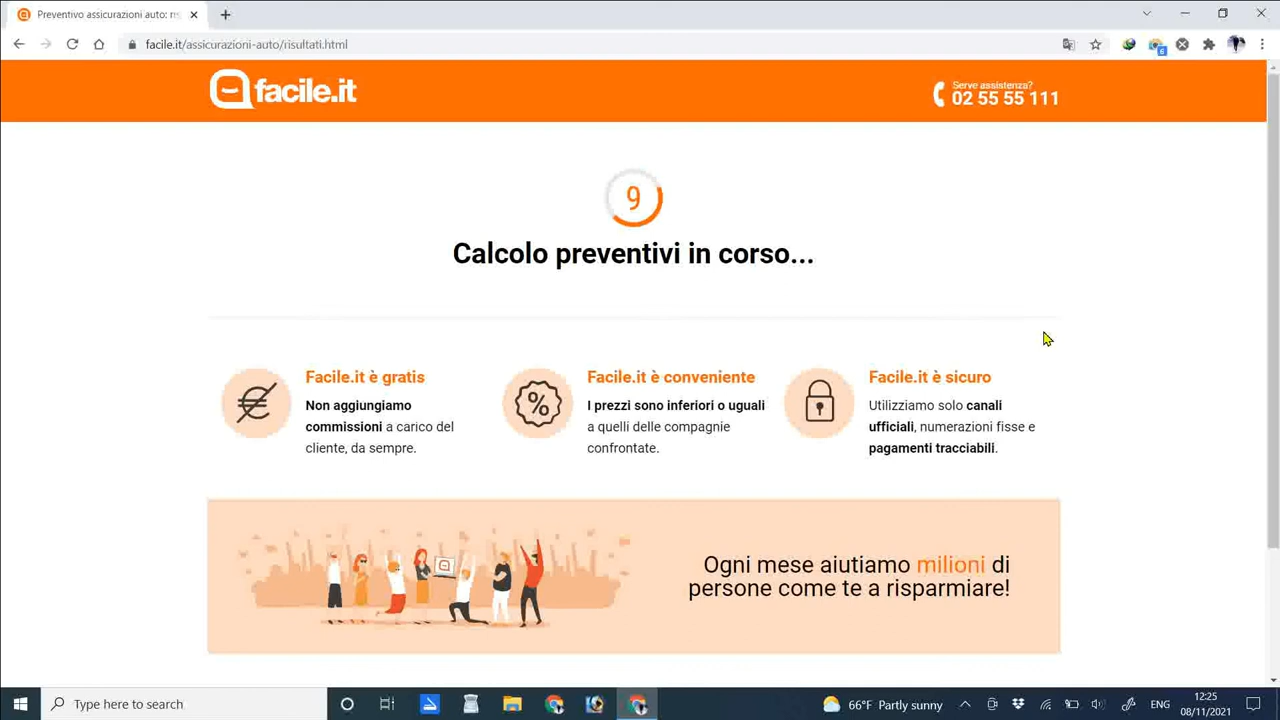 Preventivo assicurazioni auto: ris
facile.it/assicurazioni-auto/risultati.html
6
facile.it
Serve assistenza?
02 55 55 111
9
Calcolo preventivi in corso...
Facile.it è gratis
Non aggiungiamo
commissioni a carico del
cliente, da sempre.
Facile.it è conveniente
I prezzi sono inferiori o uguali
a quelli delle compagnie
confrontate.
Facile.it è sicuro
Utilizziamo solo canali
ufficiali, numerazioni fisse e
pagamenti tracciabili.
Ogni mese aiutiamo milioni di
persone come te a risparmiare!
Type here to search
66°F Partly sunny
ENG
12:25
08/11/2021